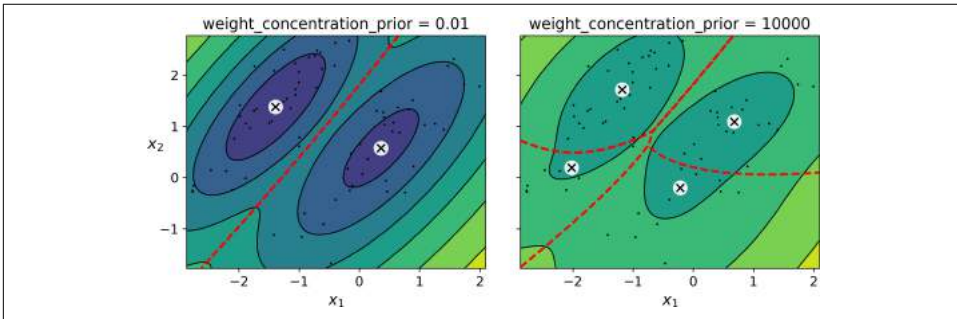 weight_concentration_prior = 0.01
weight_concentration_prior = 10000
2
1
x₂
0
−1
−2 −1 0 1 2
−2 −1 0 1 2
x₁
x₁